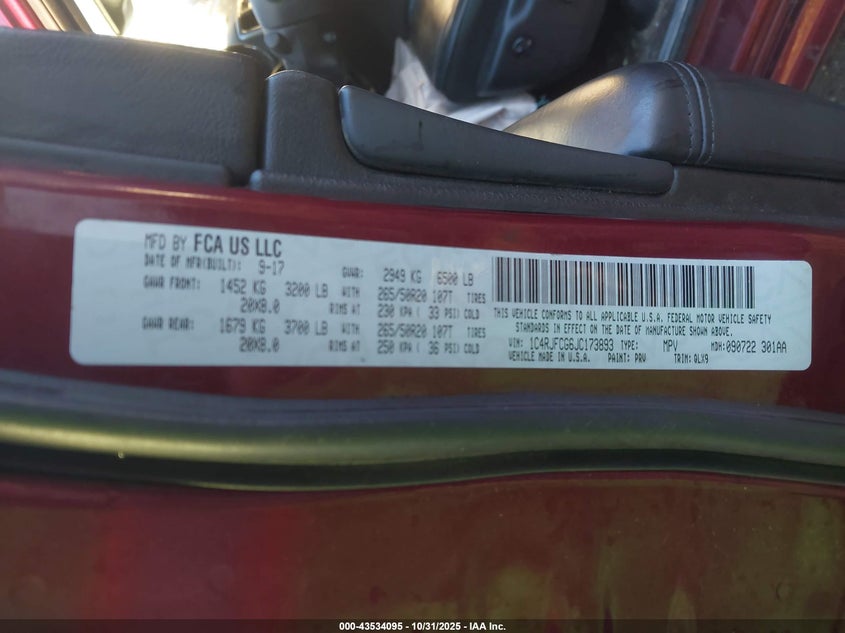 MFD BY FCA US LLC
DATE OF MFR(BUILT): 9-17 GVWR: 2949 KG 6500 LB
GAWR FRONT: 1452 KG 3200 LB WITH 265/50R20 107T TIRES
20X8.0 RIMS AT 230 KPA ( 33 PSI) COLD
GAWR REAR: 1679 KG 3700 LB WITH 265/50R20 107T TIRES
20X8.0 RIMS AT 250 KPA ( 36 PSI) COLD
THIS VEHICLE CONFORMS TO ALL APPLICABLE U.S.A. FEDERAL MOTOR VEHICLE SAFETY
STANDARDS IN EFFECT ON THE DATE OF MANUFACTURE SHOWN ABOVE.
VIN: 1C4RJFCG6JC173893 TYPE: MPV MDH: 090722 301AA
VEHICLE MADE IN U.S.A. PAINT: PRV TRIM: QLX9
000-43534095 - 10/31/2025 - IAA Inc.